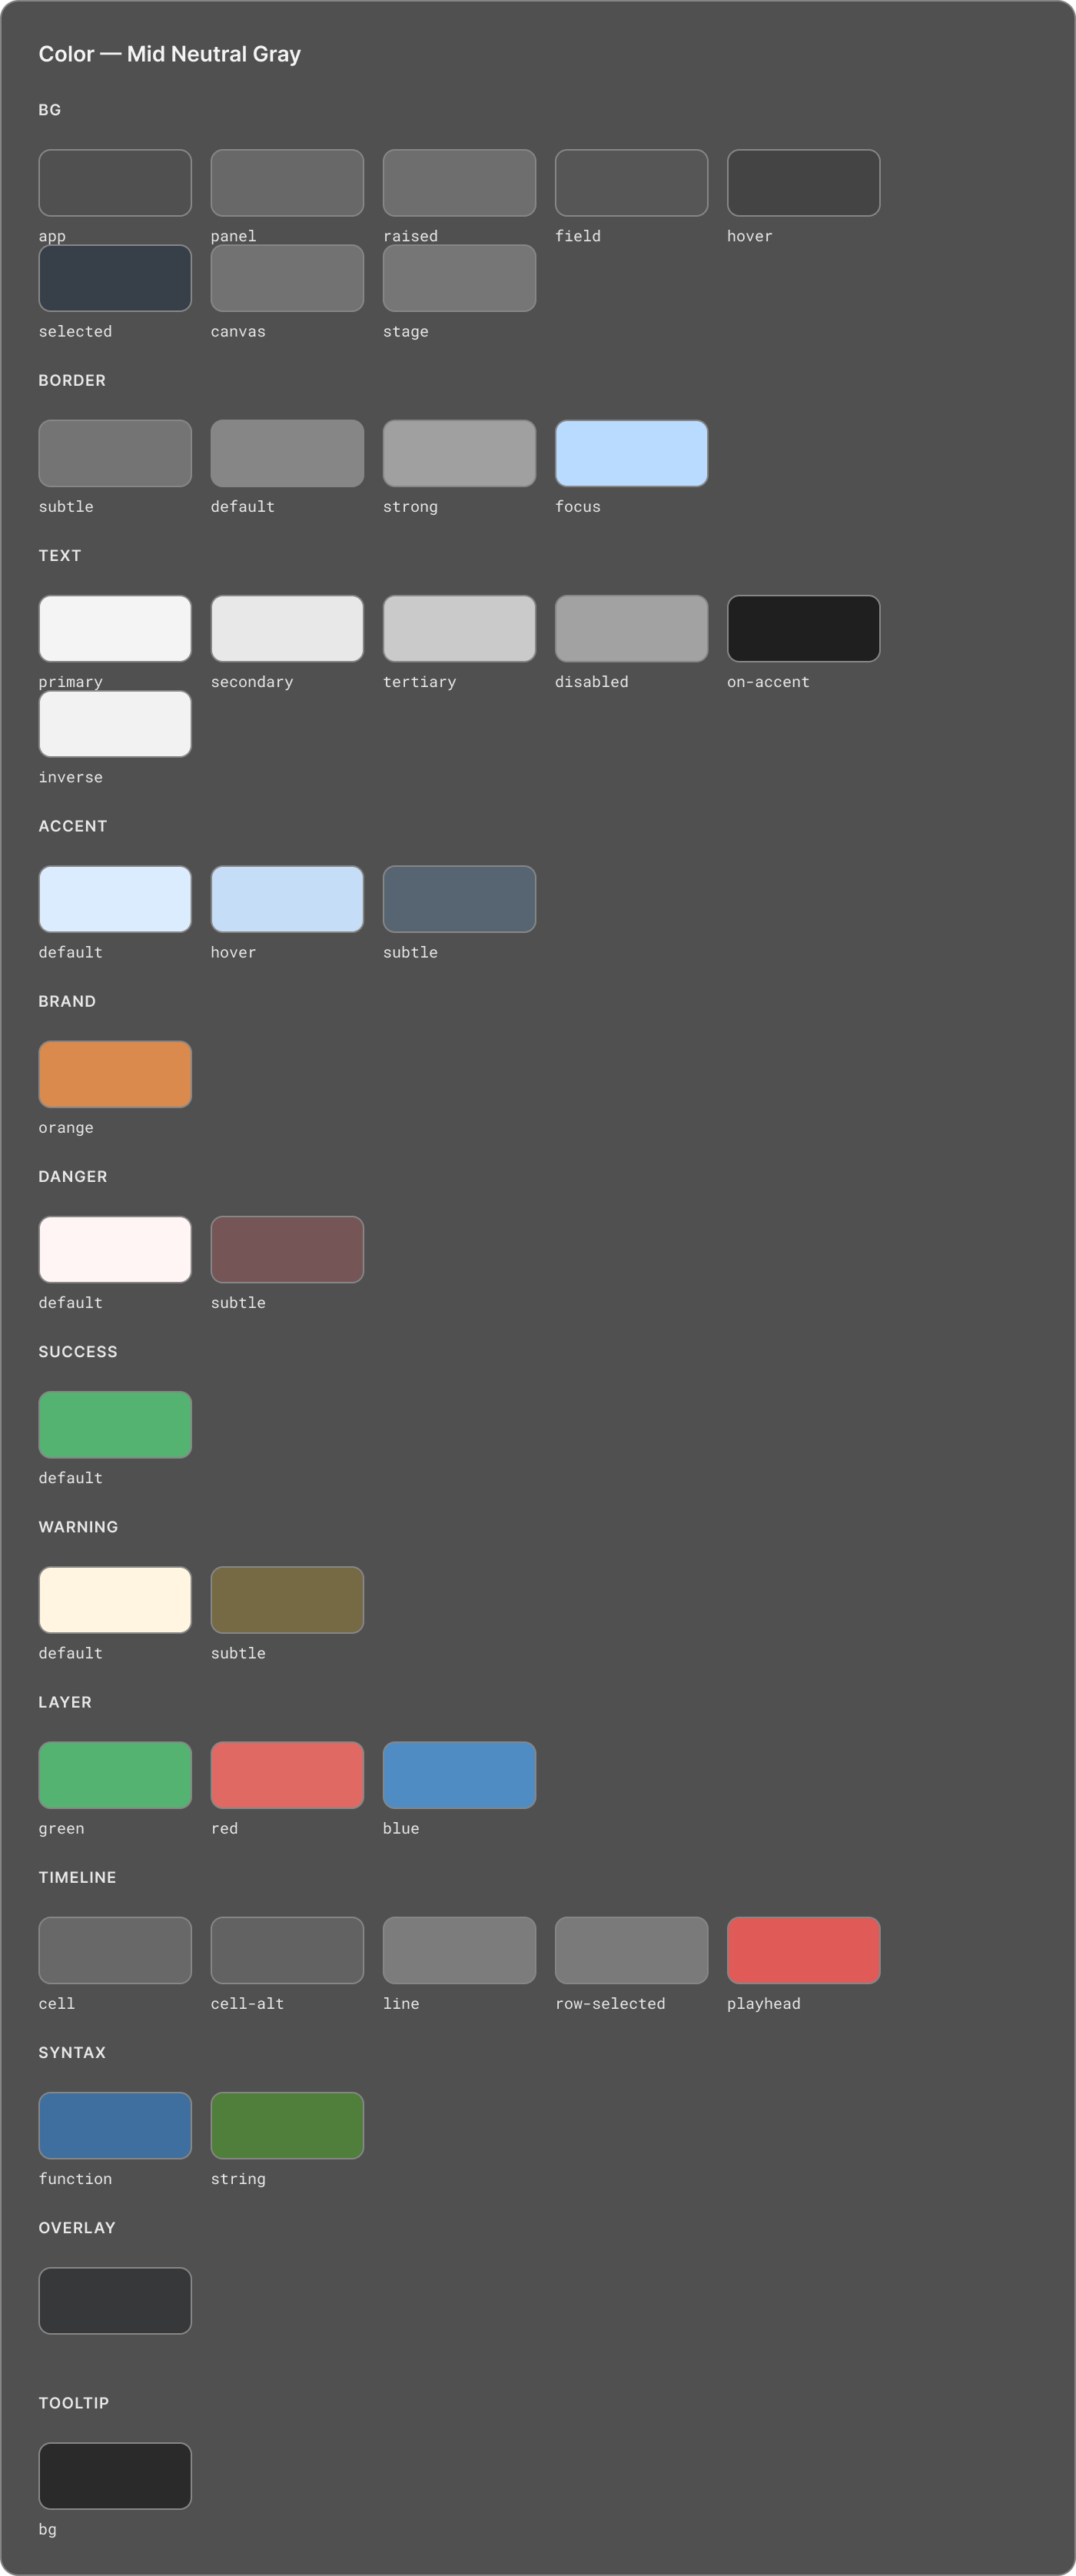 Color — Mid Neutral Gray
BG
app panel raised field hover
selected canvas stage
BORDER
subtle default strong focus
TEXT
primary secondary tertiary disabled on-accent
inverse
ACCENT
default hover subtle
BRAND
orange
DANGER
default subtle
SUCCESS
default
WARNING
default subtle
LAYER
green red blue
TIMELINE
cell cell-alt line row-selected playhead
SYNTAX
function string
OVERLAY
TOOLTIP
bg